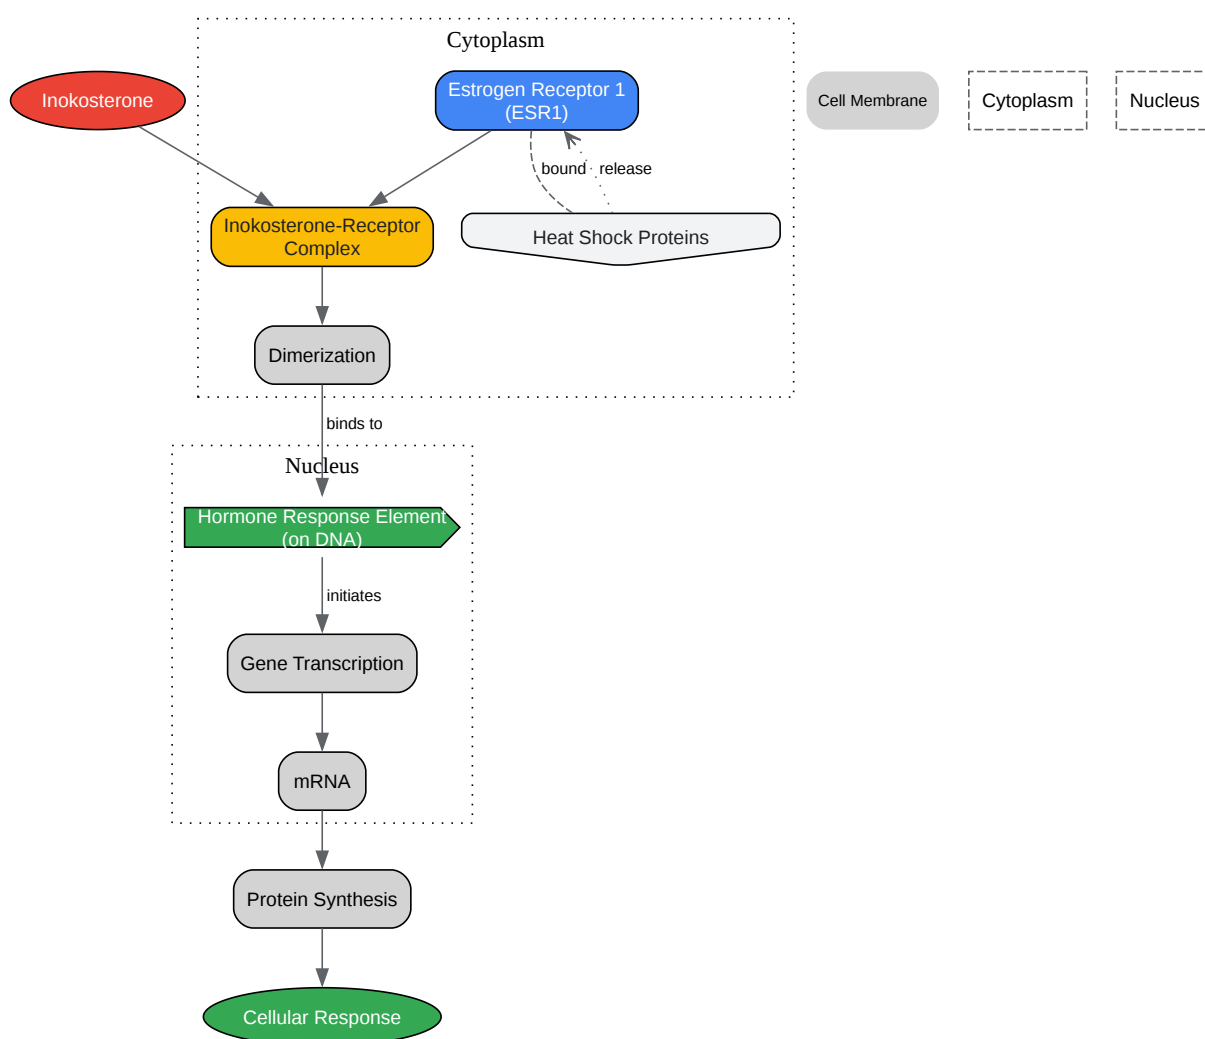 Cytoplasm
Inokosterone
Estrogen Receptor 1
(ESR1)
Cell Membrane
Cytoplasm
Nucleus
bound
release
Inokosterone-Receptor
Complex
Heat Shock Proteins
Dimerization
binds to
Nucleus
Hormone Response Element
(on DNA)
initiates
Gene Transcription
mRNA
Protein Synthesis
Cellular Response